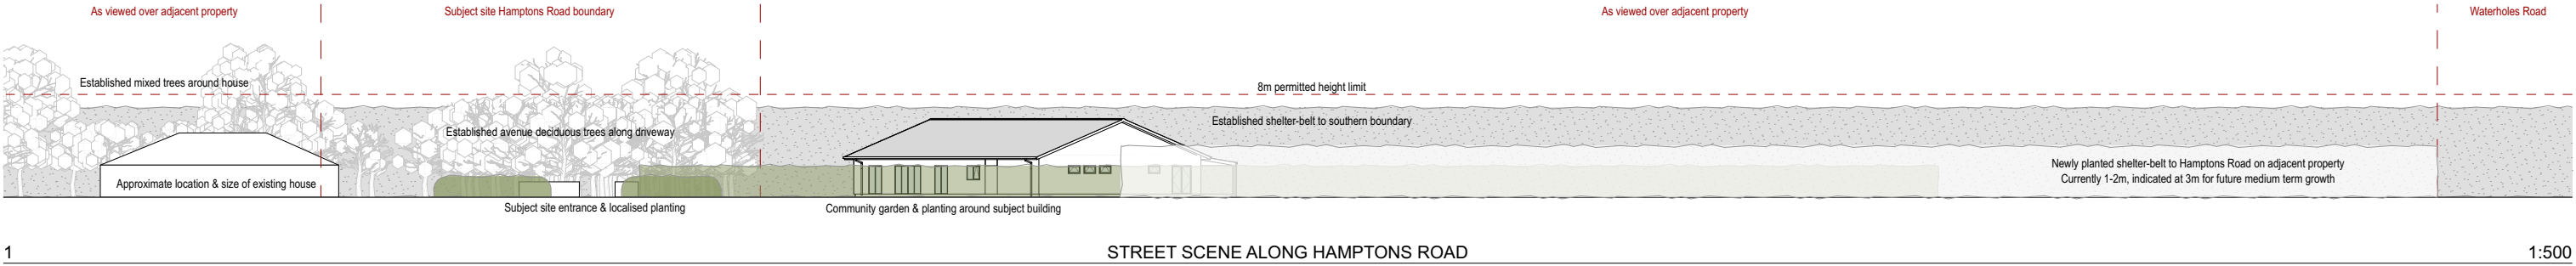 As viewed over adjacent property
Subject site Hamptons Road boundary
As viewed over adjacent property
Waterholes Road
Established mixed trees around house
8m permitted height limit
Established avenue deciduous trees along driveway
Established shelter-belt to southern boundary
Approximate location & size of existing house
Newly planted shelter-belt to Hamptons Road on adjacent property
Currently 1-2m, indicated at 3m for future medium term growth
Subject site entrance & localised planting
Community garden & planting around subject building
1
STREET SCENE ALONG HAMPTONS ROAD
1:500